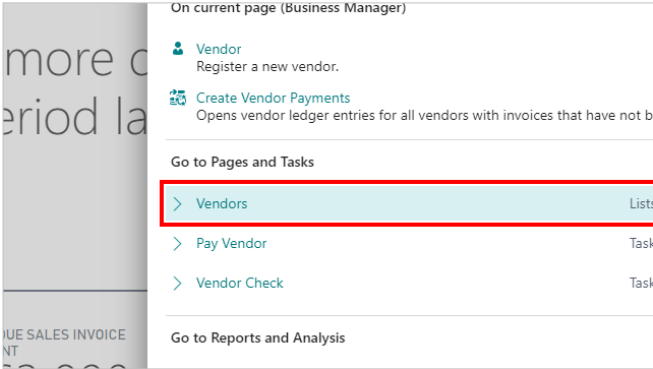 On current page (Business Manager)
more
eriod la
Vendor
Register a new vendor.
Create Vendor Payments
Opens vendor ledger entries for all vendors with invoices that have not b
Go to Pages and Tasks
Vendors Lists
Pay Vendor Task
Vendor Check Task
Go to Reports and Analysis
UE SALES INVOICE
NT